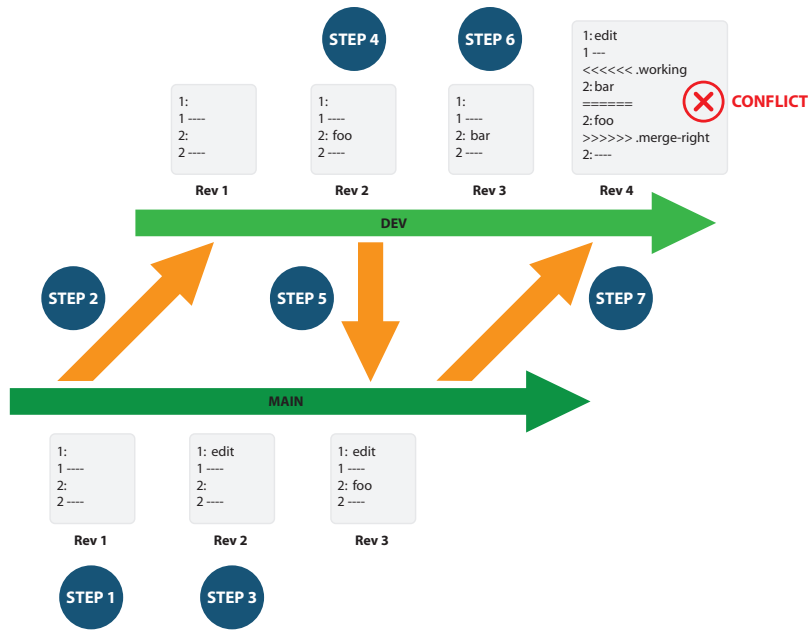 STEP 4
STEP 6
1:
1 ----
2:
2 ----
Rev 1
1:
1 ----
2: foo
2 ----
Rev 2
1:
1 ----
2: bar
2 ----
Rev 3
1: edit
1 ---
<<<<<< .working
2: bar
======
2: foo
>>>>>> .merge-right
2: ----
Rev 4
CONFLICT
DEV
STEP 2
STEP 5
STEP 7
MAIN
1:
1 ----
2:
2 ----
Rev 1
1: edit
1 ----
2:
2 ----
Rev 2
1: edit
1 ----
2: foo
2 ----
Rev 3
STEP 1
STEP 3